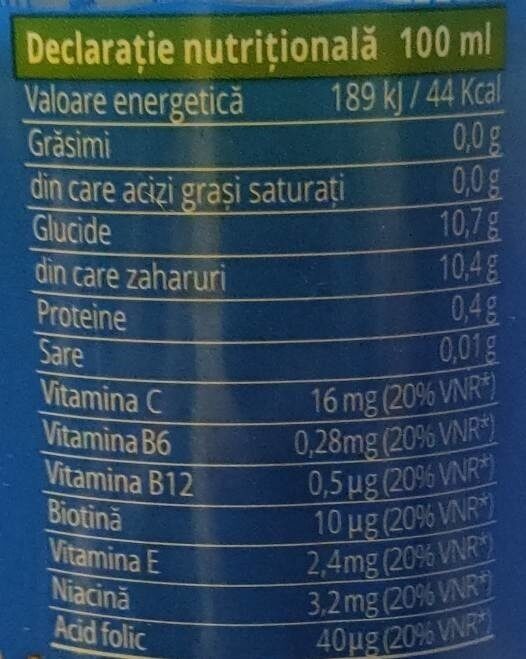 Declarație nutrițională 100 ml
Valoare energetică 189 kJ / 44 Kcal
Grăsimi 0,0 g
din care acizi grași saturați 0,0 g
Glucide 10,7 g
din care zaharuri 10,4 g
Proteine 0,4 g
Sare 0,01 g
Vitamina C 16 mg (20% VNR*)
Vitamina B6 0,28mg (20% VNR*)
Vitamina B12 0,5 µg (20% VNR*)
Biotină 10 µg (20% VNR*)
Vitamina E 2,4mg (20% VNR*)
Niacină 3,2mg (20% VNR*)
Acid folic 40µg (20% VNR*)